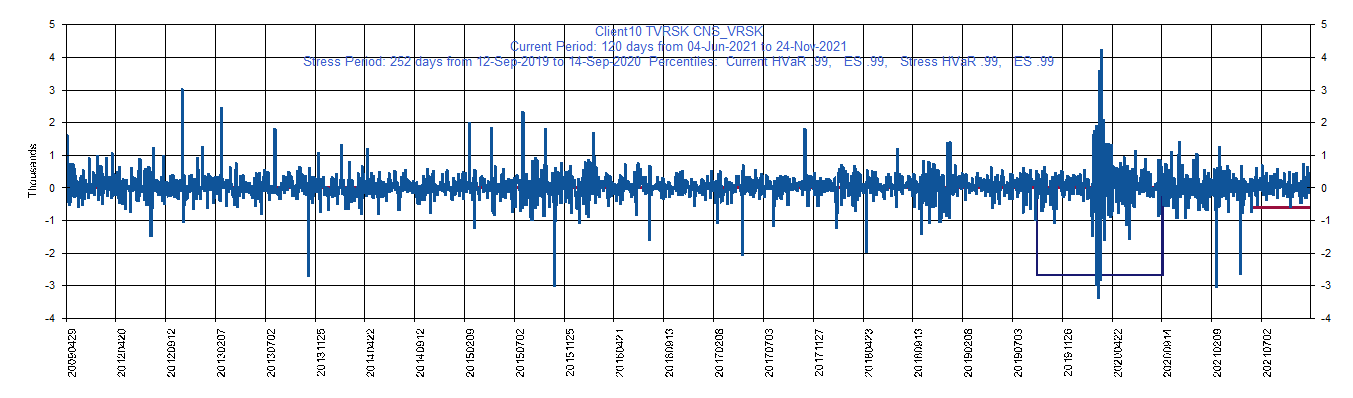 Client10 TVRSK CNS_VRSK
Current Period: 120 days from 04-Jun-2021 to 24-Nov-2021
Stress Period: 252 days from 12-Sep-2019 to 14-Sep-2020 Percentiles: Current HVaR .99, ES .99, Stress HVaR .99, ES .99
5 5
4 4
3 3
2 2
1 1
0 0
-1 -1
-2 -2
-3 -3
-4 -4
Thousands
20090429 20120420 20120912 20130207 20130702 20131125 20141422 20140912 20150209 20150702 20151125 20160421 20160913 20170208 20170703 20171127 20180423 20180913 20190208 20190703 20191126 20200422 20200914 20210209 20210702